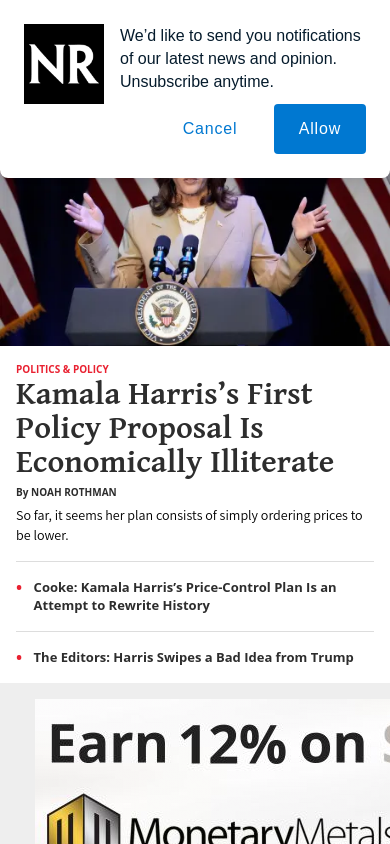 NR
We’d like to send you notifications
of our latest news and opinion.
Unsubscribe anytime.
Cancel
Allow
POLITICS & POLICY
Kamala Harris’s First
Policy Proposal Is
Economically Illiterate
By NOAH ROTHMAN
So far, it seems her plan consists of simply ordering prices to
be lower.
• Cooke: Kamala Harris’s Price-Control Plan Is an
Attempt to Rewrite History
• The Editors: Harris Swipes a Bad Idea from Trump
Earn 12% on
MonetaryMetals